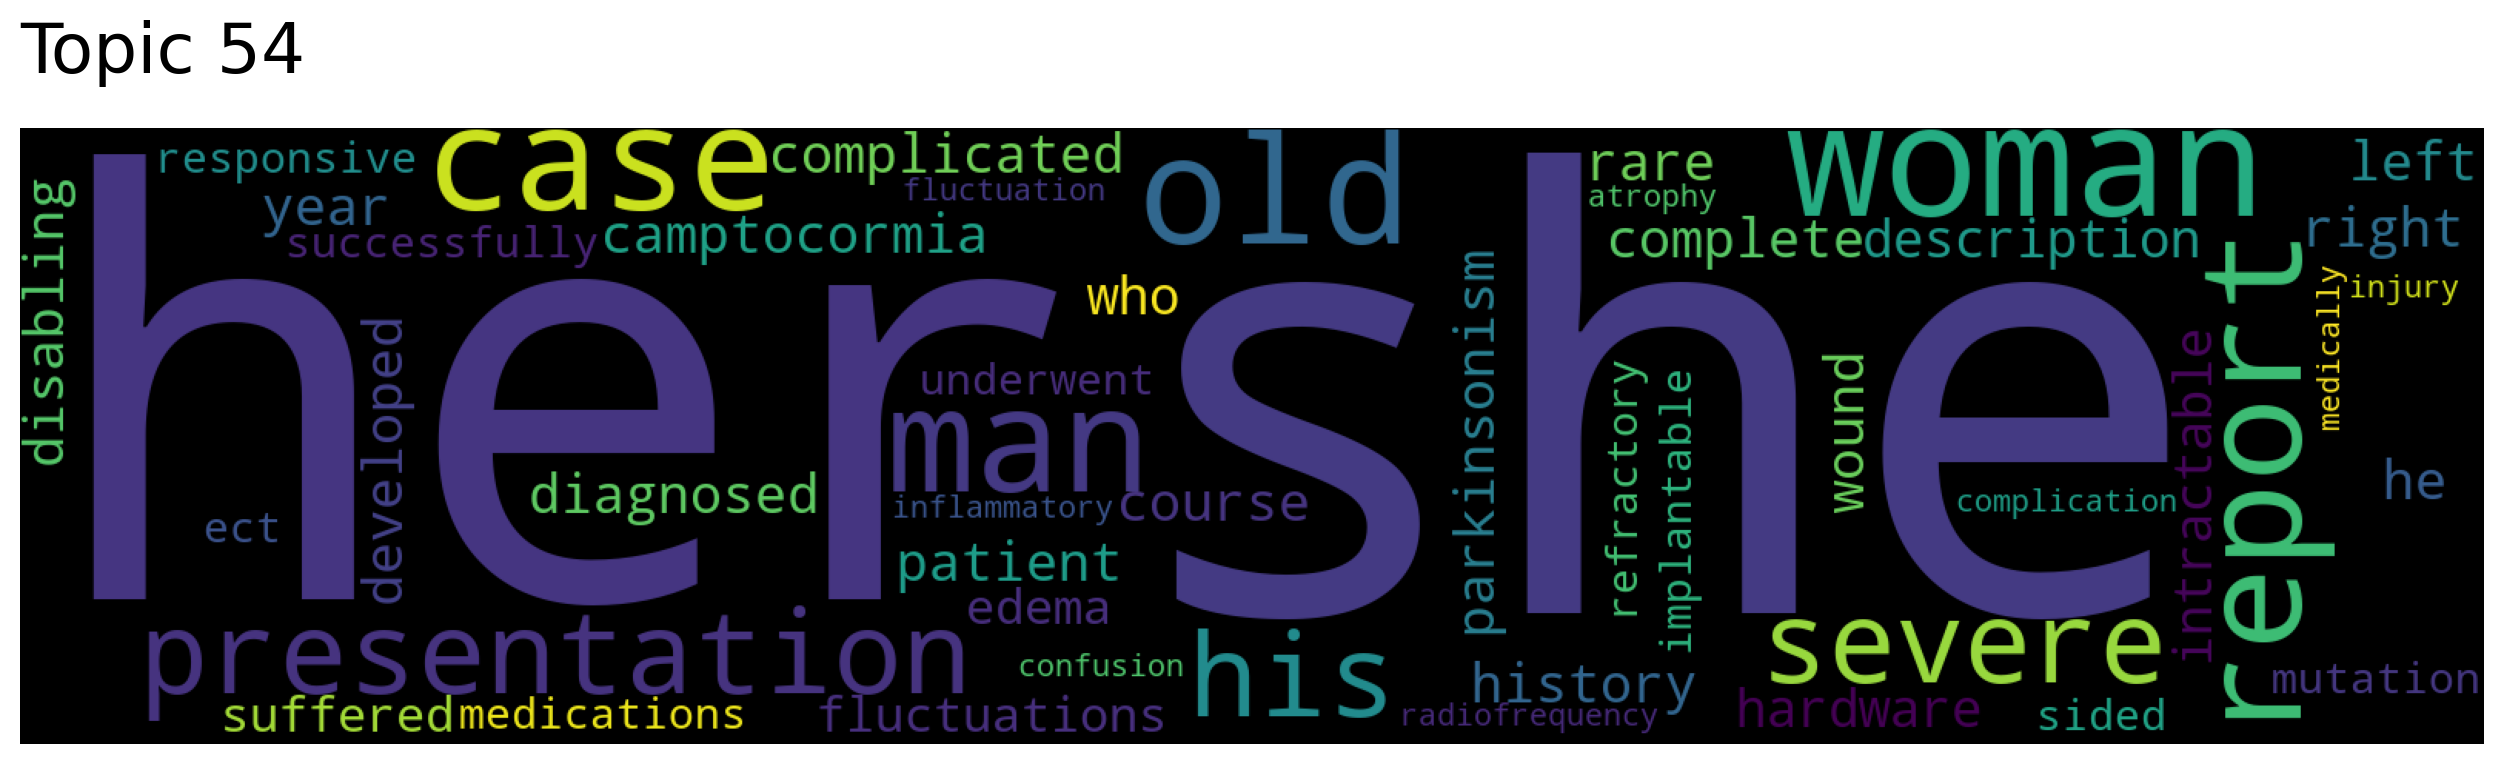 Topic 54
responsive
case
complicated
old
rare
woman
left
fluctuation
atrophy
disabling
year
successfully
camptocormia
complete
description
right
her
she
who
parkinsonism
report
medically
injury
developed
underwent
man
refractory
implantable
wound
intractable
diagnosed
inflammatory
course
complication
he
ect
patient
edema
presentation
confusion
his
history
severe
mutation
suffered
medications
fluctuations
radiofrequency
hardware
sided